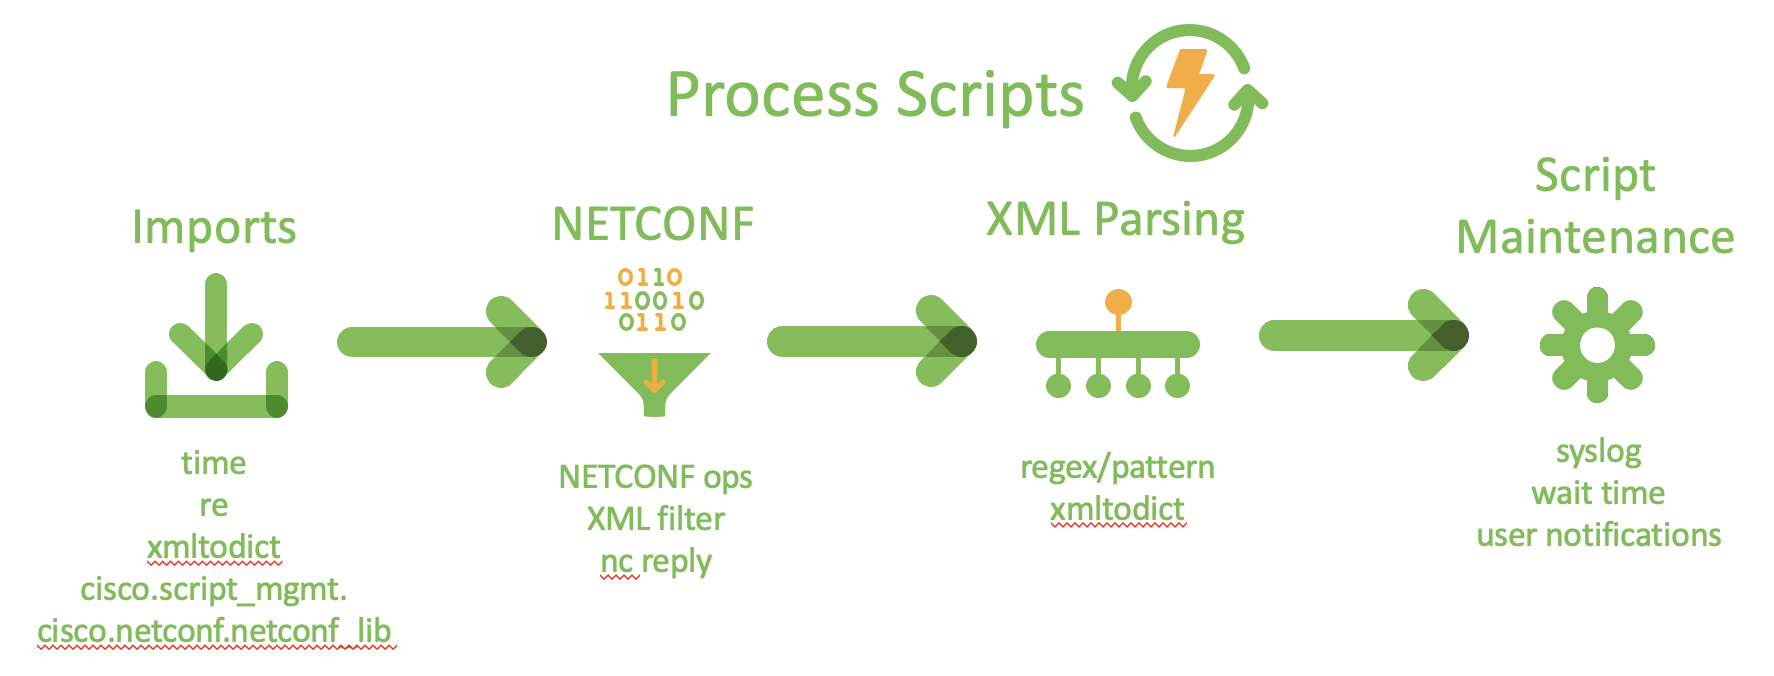 Process Scripts
Imports
time
re
xmltodict
cisco.script_mgmt.
cisco.netconf.netconf_lib
NETCONF
0110
110010
0110
NETCONF ops
XML filter
nc reply
XML Parsing
regex/pattern
xmltodict
Script
Maintenance
syslog
wait time
user notifications